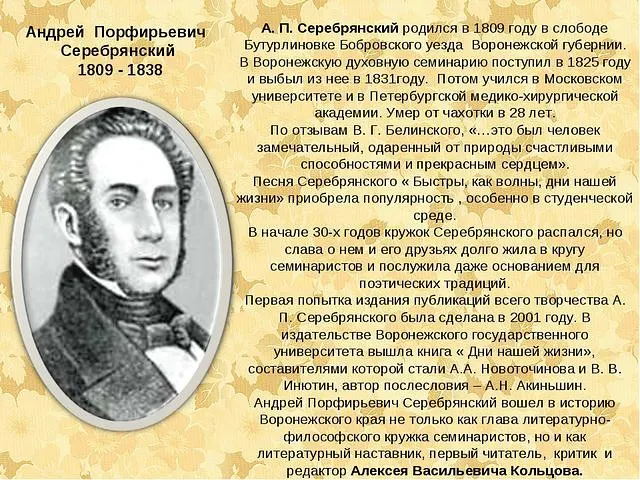 Андрей Порфирьевич
Серебрянский
1809 - 1838
А. П. Серебрянский родился в 1809 году в слободе
Бутурлиновке Бобровского уезда Воронежской губернии.
В Воронежскую духовную семинарию поступил в 1825 году
и выбыл из нее в 1831году. Потом учился в Московском
университете и в Петербургской медико-хирургической
академии. Умер от чахотки в 28 лет.
По отзывам В. Г. Белинского, «…это был человек
замечательный, одаренный от природы счастливыми
способностями и прекрасным сердцем».
Песня Серебрянского « Быстры, как волны, дни нашей
жизни» приобрела популярность , особенно в студенческой
среде.
В начале 30-х годов кружок Серебрянского распался, но
слава о нем и его друзьях долго жила в кругу
семинаристов и послужила даже основанием для
поэтических традиций.
Первая попытка издания публикаций всего творчества А.
П. Серебрянского была сделана в 2001 году. В
издательстве Воронежского государственного
университета вышла книга « Дни нашей жизни»,
составителями которой стали А.А. Новоточинова и В. В.
Инютин, автор послесловия – А.Н. Акиньшин.
Андрей Порфирьевич Серебрянский вошел в историю
Воронежского края не только как глава литературно-
философского кружка семинаристов, но и как
литературный наставник, первый читатель, критик и
редактор Алексея Васильевича Кольцова.